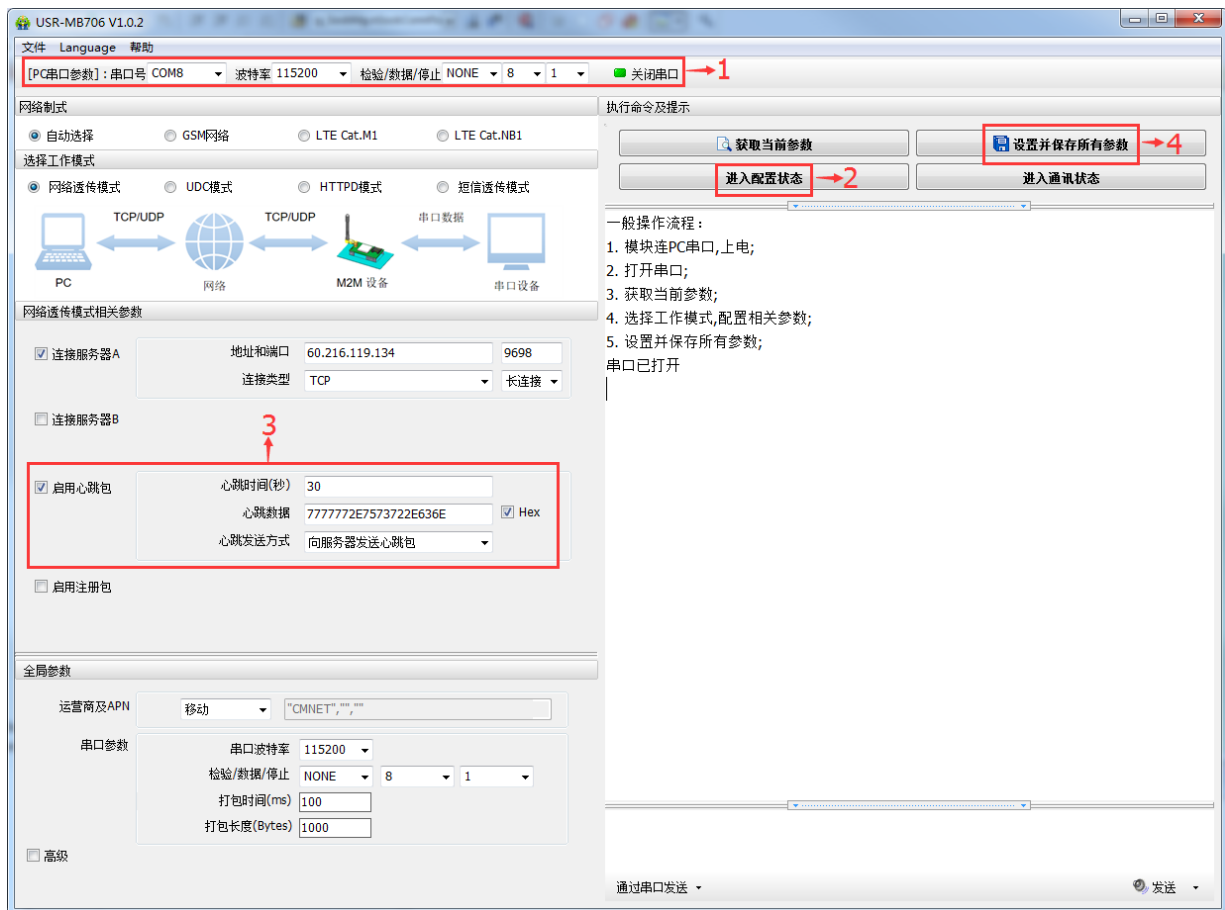 USR-MB706 V1.0.2
文件 Language 帮助
[PC串口参数]：串口号 COM8 波特率 115200 检验/数据/停止 NONE 8 1 关闭串口 1
网络制式
自动选择 GSM网络 LTE Cat.M1 LTE Cat.NB1
选择工作模式
网络透传模式 UDC模式 HTTPD模式 短信透传模式
TCP/UDP TCP/UDP 串口数据
PC 网络 M2M 设备 串口设备
网络透传模式相关参数
连接服务器A 地址和端口 60.216.119.134 9698
连接类型 TCP 长连接
连接服务器B
3
启用心跳包 心跳时间(秒) 30
心跳数据 7777772E7573722E636E Hex
心跳发送方式 向服务器发送心跳包
启用注册包
全局参数
运营商及APN 移动 "CMNET","",""
串口参数 串口波特率 115200
检验/数据/停止 NONE 8 1
打包时间(ms) 100
打包长度(Bytes) 1000
高级
执行命令及提示
获取当前参数 设置并保存所有参数 4
进入配置状态 2 进入通讯状态
一般操作流程：
1. 模块连PC串口,上电;
2. 打开串口;
3. 获取当前参数;
4. 选择工作模式,配置相关参数;
5. 设置并保存所有参数;
串口已打开
通过串口发送 发送